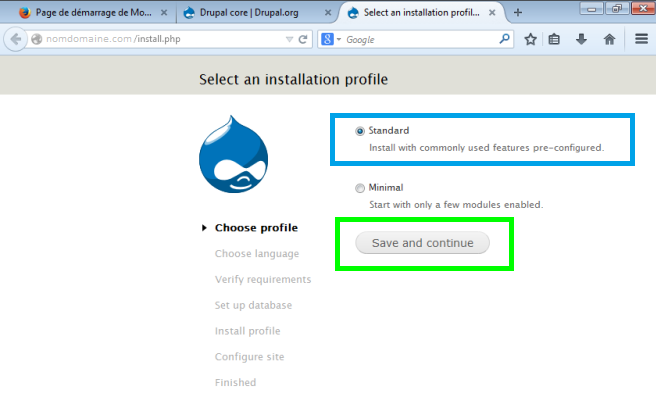 Page de démarrage de Mo...
Drupal core | Drupal.org
Select an installation profil...
nomdomaine.com/install.php
8
Google
Select an installation profile
Standard
Install with commonly used features pre-configured.
Minimal
Start with only a few modules enabled.
Save and continue
Choose profile
Choose language
Verify requirements
Set up database
Install profile
Configure site
Finished